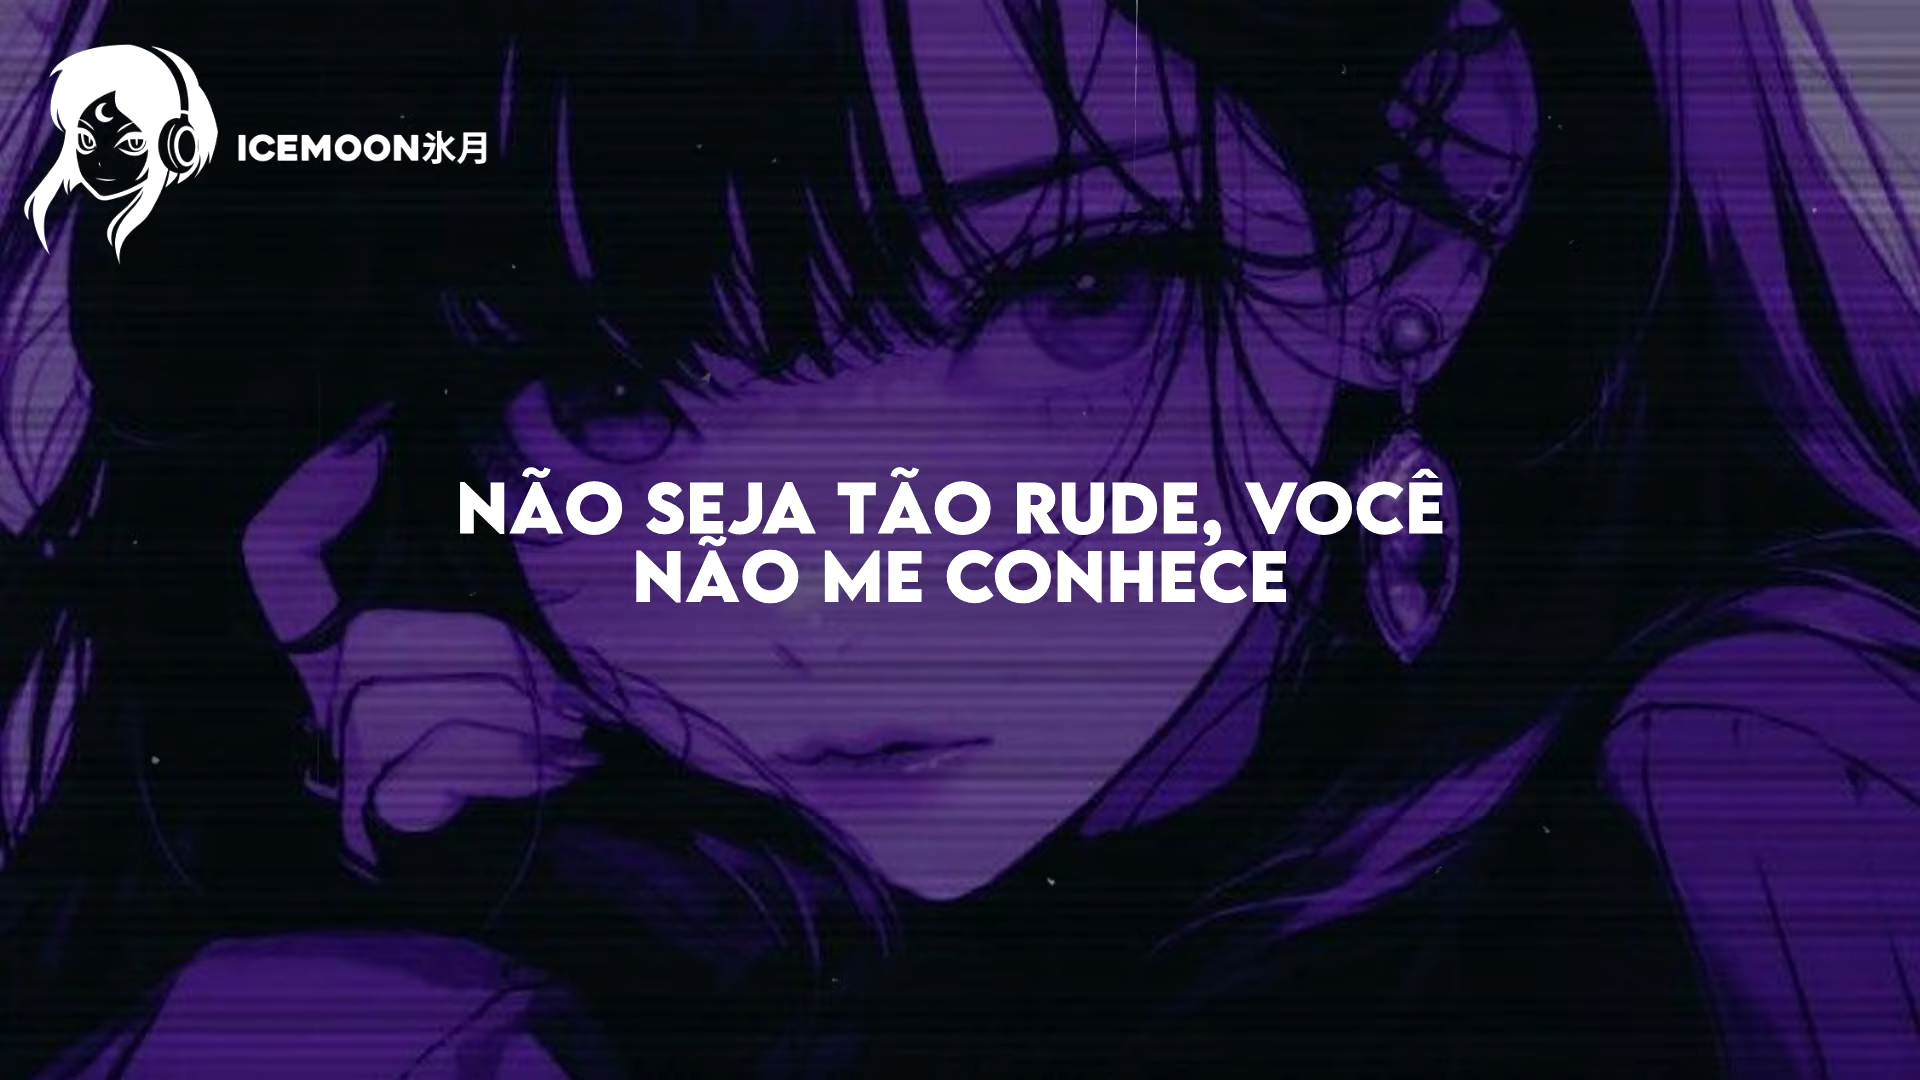 ICEMOON氷月
NÃO SEJA TÃO RUDE, VOCÊ
NÃO ME CONHECE